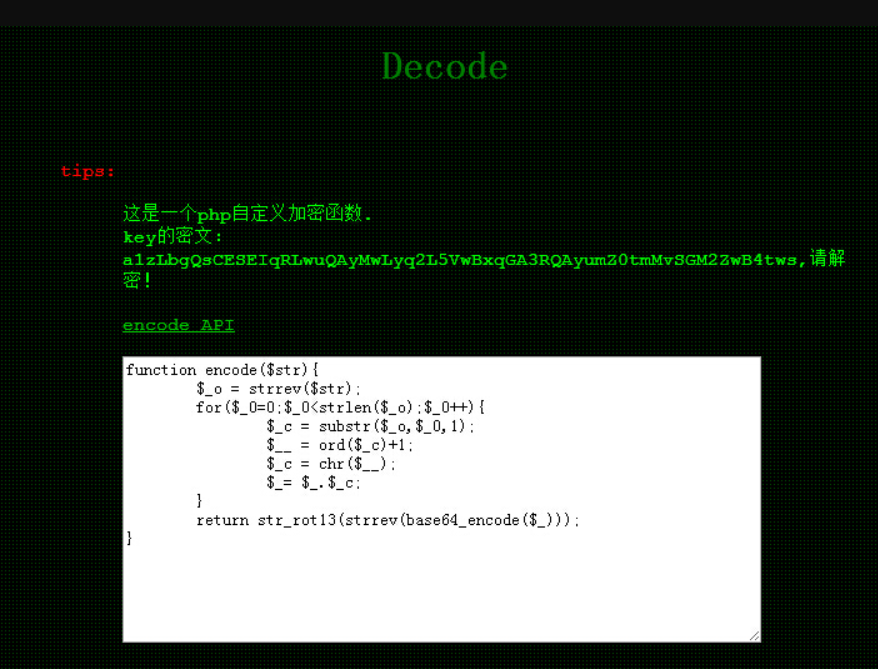 Decode
tips:
这是一个php自定义加密函数.
key的密文:
a1zLbgQsCESEIqRLwuQAyMwLyq2L5VwBxqGA3RQAyumZ0tmMvSGM2ZwB4tws,请解
密!
encode API
function encode($str){
$_o = strrev($str);
for($_0=0;$_0<strlen($_o);$_0++){
$_c = substr($_o,$_0,1);
$__ = ord($_c)+1;
$_c = chr($__);
$_= $_.$_c;
}
return str_rot13(strrev(base64_encode($_)));
}